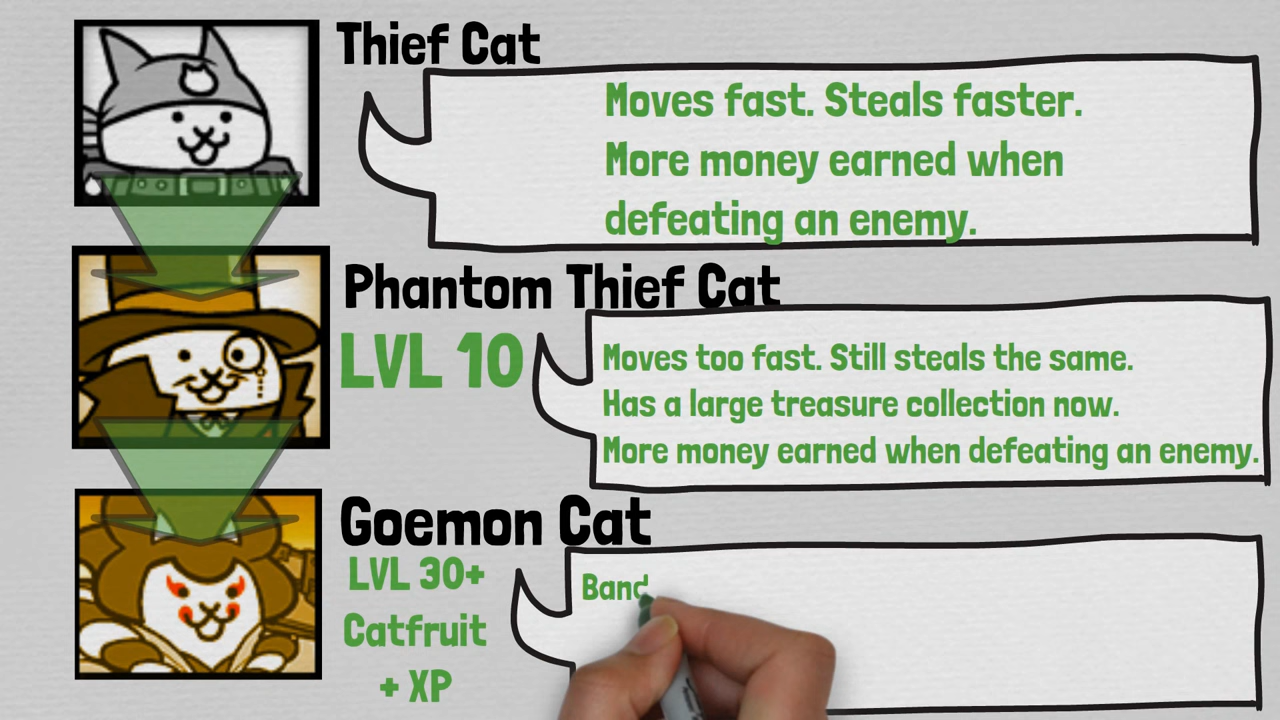 Thief Cat
Moves fast. Steals faster.
More money earned when
defeating an enemy.
Phantom Thief Cat
LVL 10
Moves too fast. Still steals the same.
Has a large treasure collection now.
More money earned when defeating an enemy.
Goemon Cat
LVL 30+
Catfruit
+ XP
Band